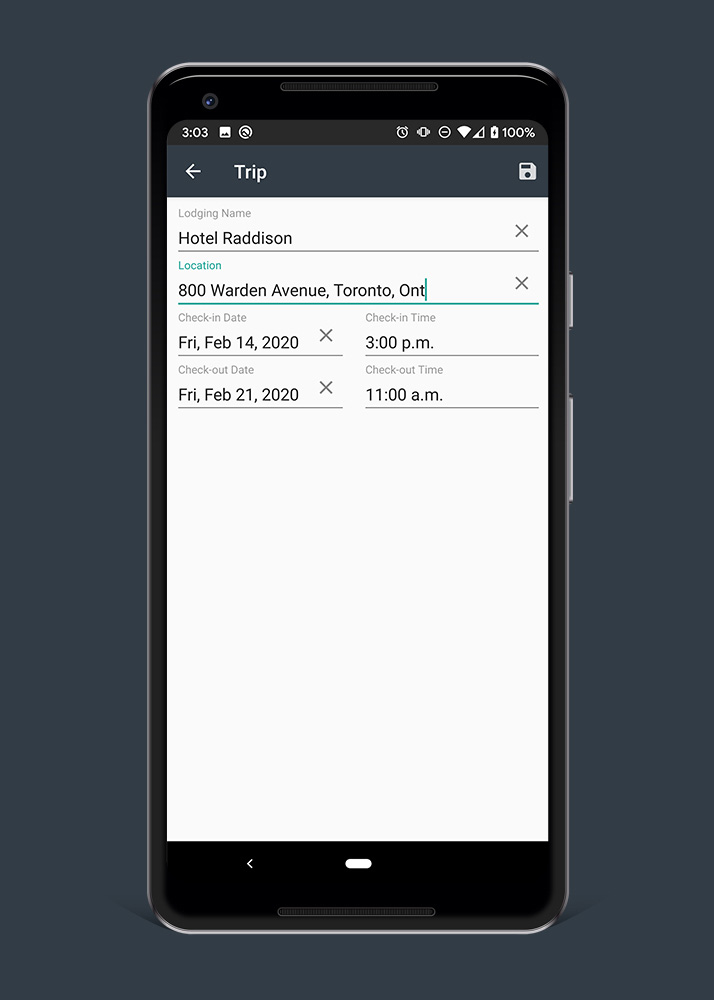 3:03 100%
Trip
Lodging Name
Hotel Raddison
Location
800 Warden Avenue, Toronto, Ont
Check-in Date Check-in Time
Fri, Feb 14, 2020 3:00 p.m.
Check-out Date Check-out Time
Fri, Feb 21, 2020 11:00 a.m.